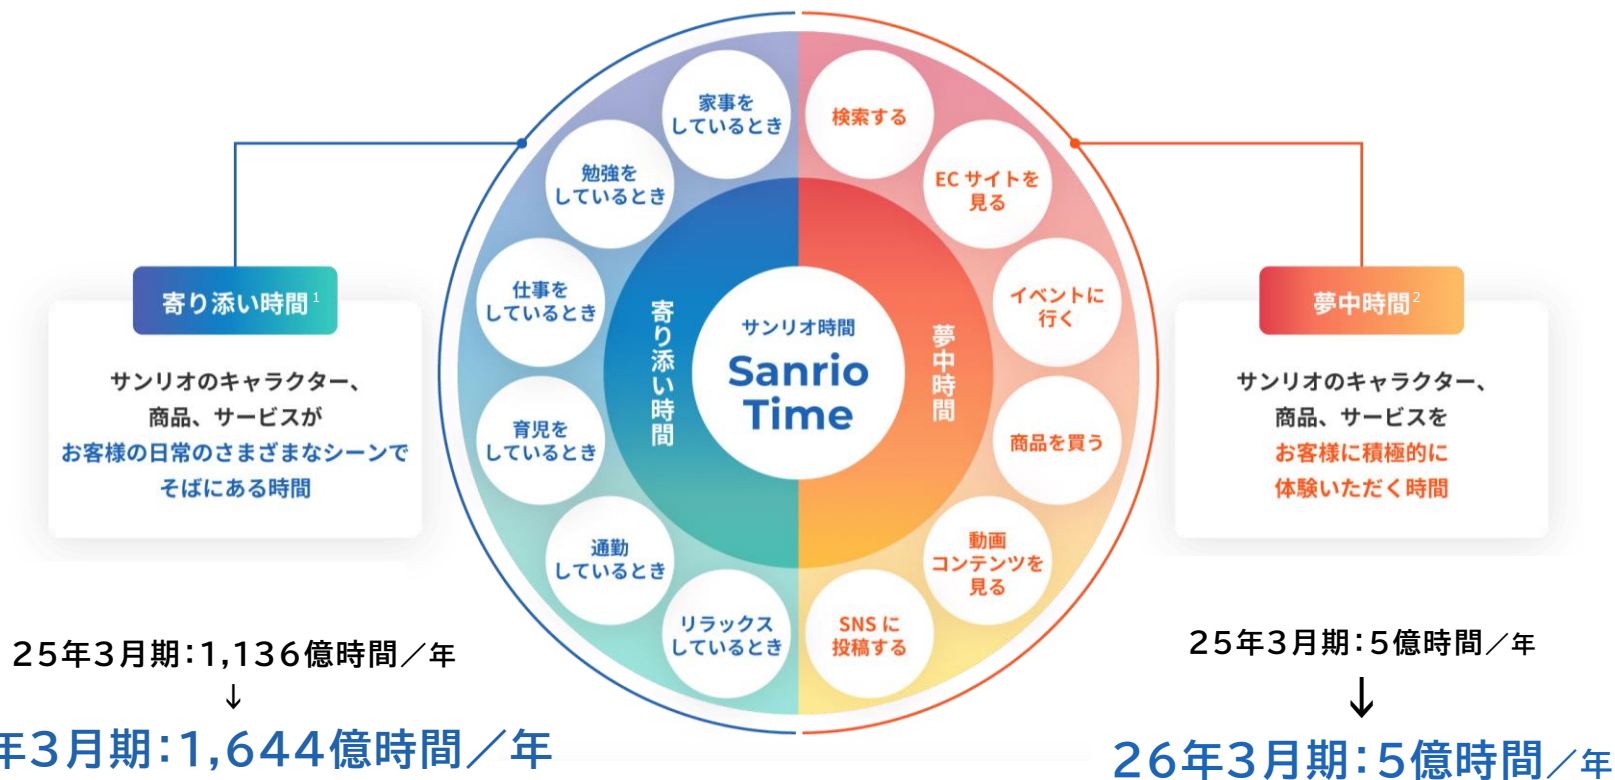 家事を
しているとき
検索する
勉強を
しているとき
EC サイトを
見る
仕事を
しているとき
イベントに
行く
寄り添い時間1
サンリオのキャラクター、
商品、サービスが
お客様の日常のさまざまなシーンで
そばにある時間
寄り添い時間
サンリオ時間
Sanrio
Time
夢中時間
夢中時間2
サンリオのキャラクター、
商品、サービスを
お客様に積極的に
体験いただく時間
育児を
しているとき
商品を買う
通勤
しているとき
動画
コンテンツを
見る
リラックス
しているとき
SNS に
投稿する
25年3月期：1,136億時間／年
↓
年3月期：1,644億時間／年
25年3月期：5億時間／年
↓
26年3月期：5億時間／年